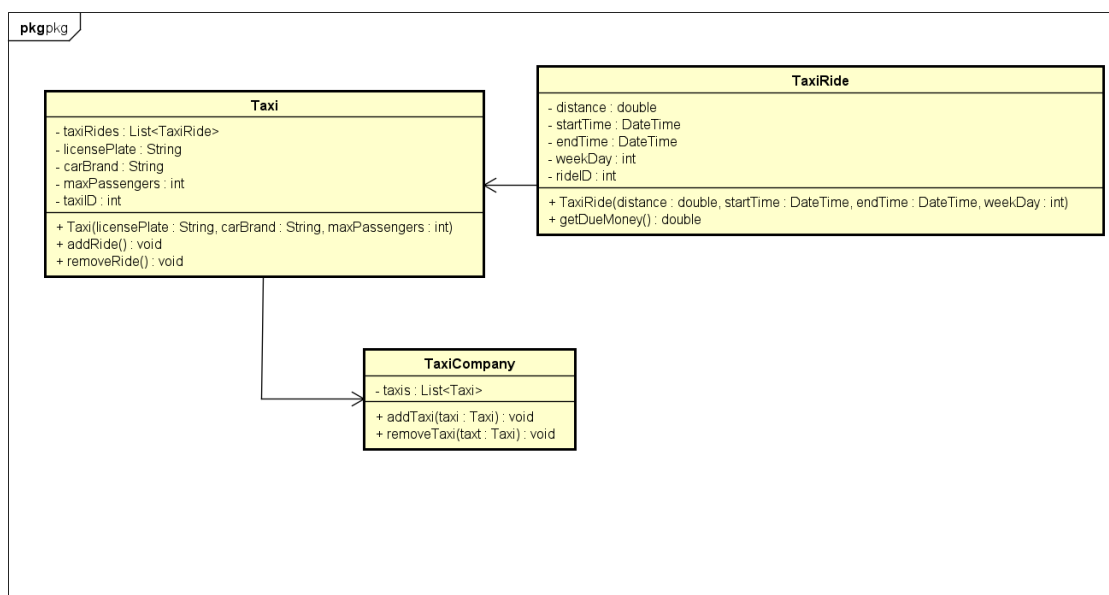 pkgpkg
Taxi
- taxiRides : List<TaxiRide>
- licensePlate : String
- carBrand : String
- maxPassengers : int
- taxiID : int
+ Taxi(licensePlate : String, carBrand : String, maxPassengers : int)
+ addRide() : void
+ removeRide() : void
TaxiRide
- distance : double
- startTime : DateTime
- endTime : DateTime
- weekDay : int
- rideID : int
+ TaxiRide(distance : double, startTime : DateTime, endTime : DateTime, weekDay : int)
+ getDueMoney() : double
TaxiCompany
- taxis : List<Taxi>
+ addTaxi(taxi : Taxi) : void
+ removeTaxi(taxt : Taxi) : void